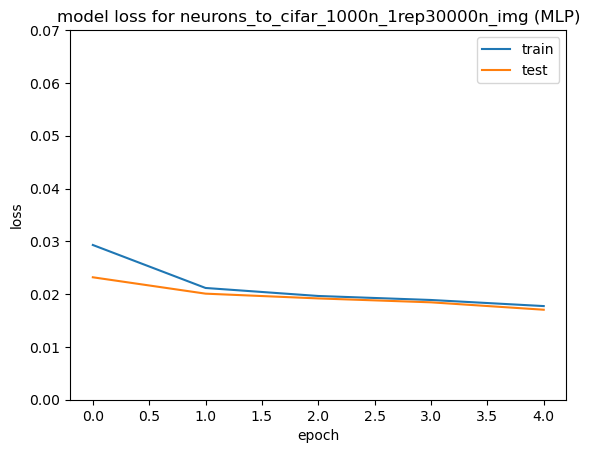 model loss for neurons_to_cifar_1000n_1rep30000n_img (MLP)
0.07
0.06
0.05
0.04
0.03
0.02
0.01
0.00
loss
train
test
0.0 0.5 1.0 1.5 2.0 2.5 3.0 3.5 4.0
epoch